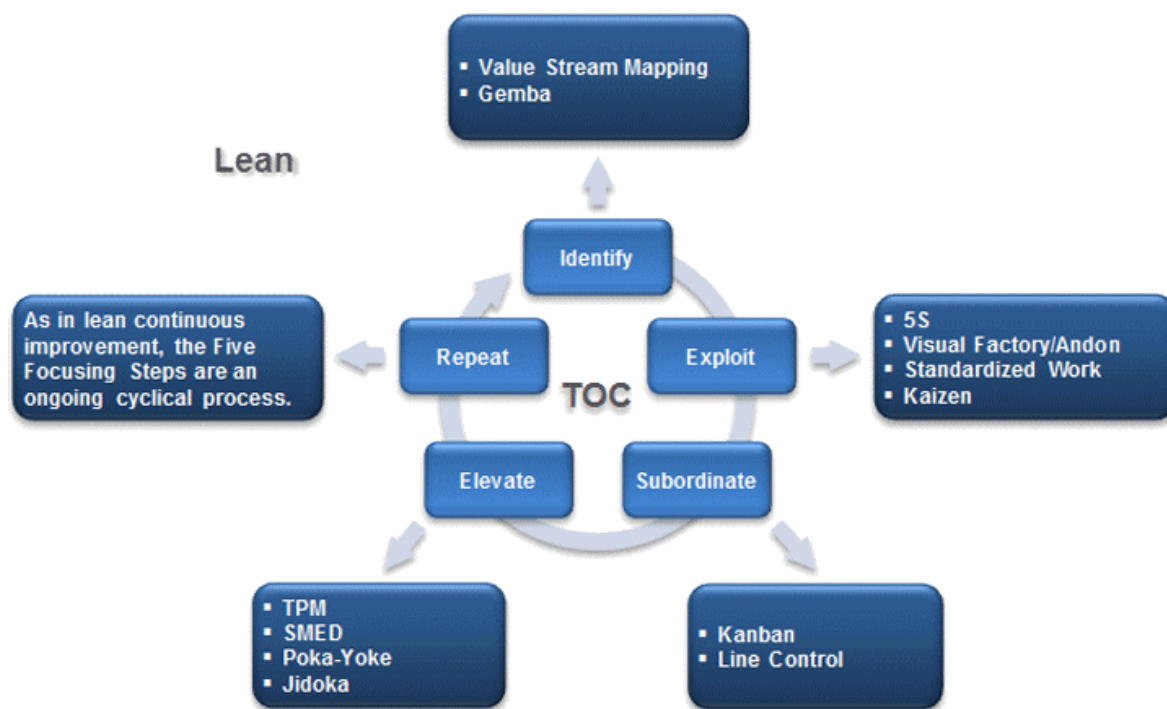 ▪ Value Stream Mapping
▪ Gemba
Lean
Identify
As in lean continuous
improvement, the Five
Focusing Steps are an
ongoing cyclical process.
Repeat
Exploit
▪ 5S
▪ Visual Factory/Andon
▪ Standardized Work
▪ Kaizen
TOC
Elevate
Subordinate
▪ TPM
▪ SMED
▪ Poka-Yoke
▪ Jidoka
▪ Kanban
▪ Line Control